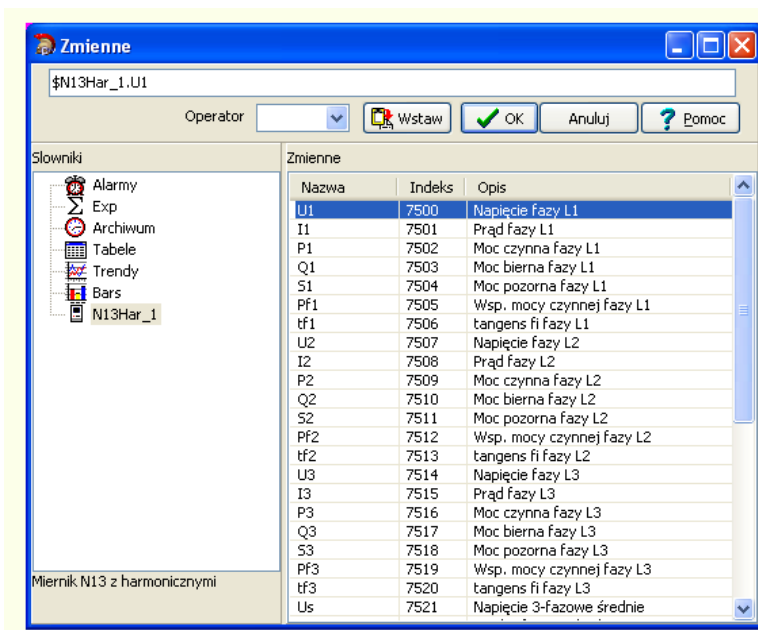 Zmienne
$N13Har_1.U1
Operator Wstaw OK Anuluj Pomoc
Slowniki
Alarmy
Exp
Archiwum
Tabele
Trendy
Bars
N13Har_1
Miernik N13 z harmonicznymi
Zmienne
Nazwa Indeks Opis
U1 7500 Napięcie fazy L1
I1 7501 Prąd fazy L1
P1 7502 Moc czynna fazy L1
Q1 7503 Moc bierna fazy L1
S1 7504 Moc pozorna fazy L1
Pf1 7505 Wsp. mocy czynnej fazy L1
tf1 7506 tangens fi fazy L1
U2 7507 Napięcie fazy L2
I2 7508 Prąd fazy L2
P2 7509 Moc czynna fazy L2
Q2 7510 Moc bierna fazy L2
S2 7511 Moc pozorna fazy L2
Pf2 7512 Wsp. mocy czynnej fazy L2
tf2 7513 tangens fi fazy L2
U3 7514 Napięcie fazy L3
I3 7515 Prąd fazy L3
P3 7516 Moc czynna fazy L3
Q3 7517 Moc bierna fazy L3
S3 7518 Moc pozorna fazy L3
Pf3 7519 Wsp. mocy czynnej fazy L3
tf3 7520 tangens fi fazy L3
Us 7521 Napięcie 3-fazowe średnie